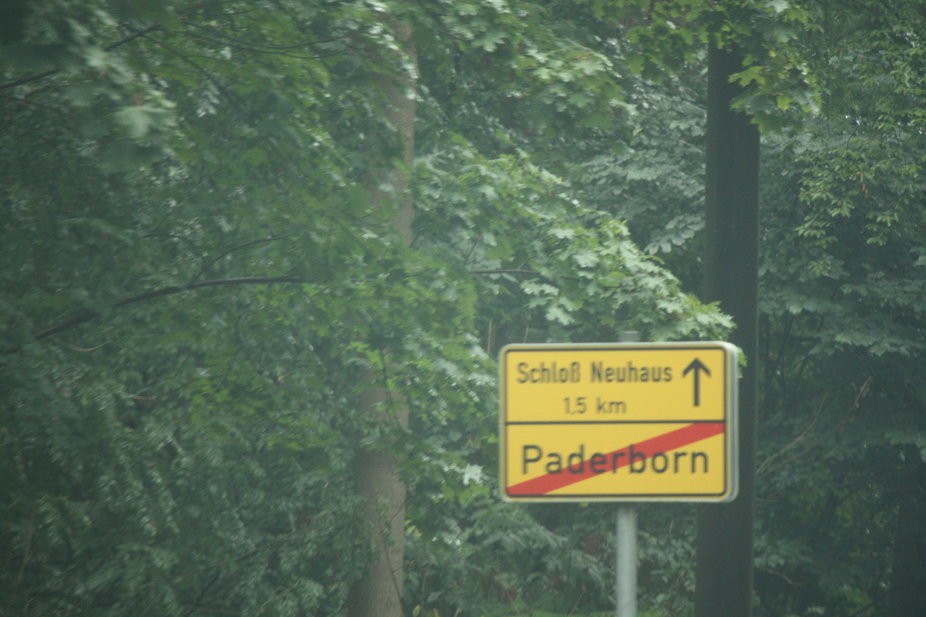 Schloß Neuhaus
1,5 km
Paderborn